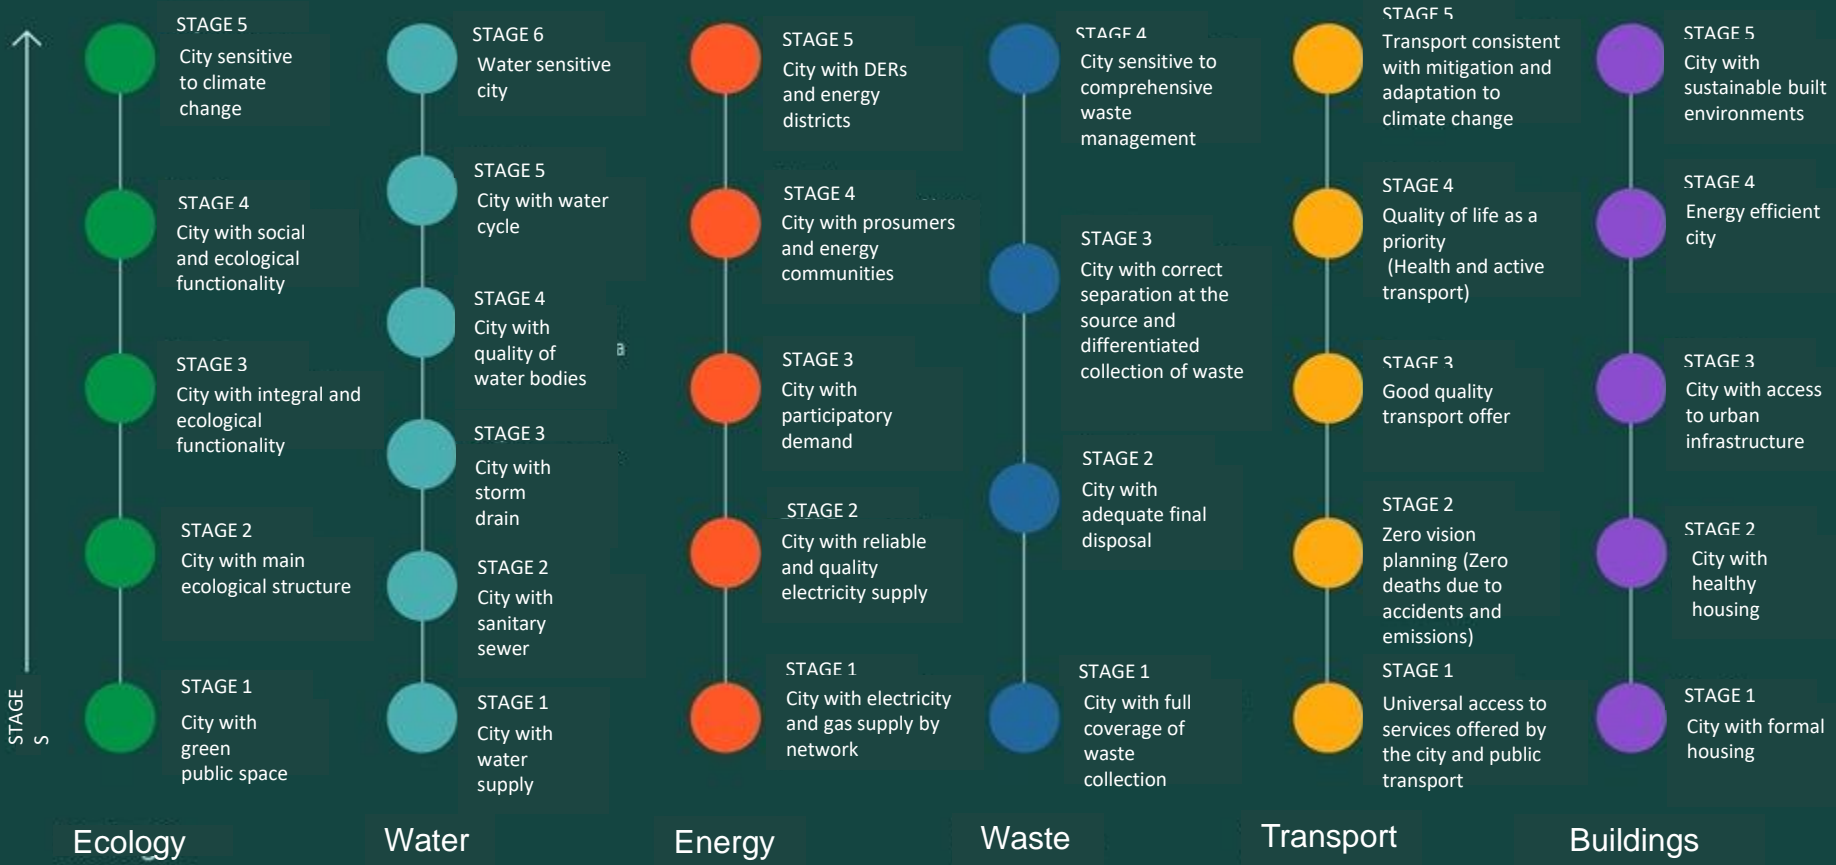 STAGE 5
City sensitive
to climate
change
STAGE 4
City with social
and ecological
functionality
STAGE 3
City with integral and
ecological
functionality
STAGE 2
City with main
ecological structure
STAGE 1
City with
green
public space
Ecology
STAGE 6
Water sensitive
city
STAGE 5
City with water
cycle
STAGE 4
City with
quality of
water bodies
STAGE 3
City with
storm
drain
STAGE 2
City with
sanitary
sewer
STAGE 1
City with
water
supply
Water
STAGE 5
City with DERs
and energy
districts
STAGE 4
City with prosumers
and energy
communities
STAGE 3
City with
participatory
demand
STAGE 2
City with reliable
and quality
electricity supply
STAGE 1
City with electricity
and gas supply by
network
Energy
STAGE 4
City sensitive to
comprehensive
waste
management
STAGE 3
City with correct
separation at the
source and
differentiated
collection of waste
STAGE 2
City with
adequate final
disposal
STAGE 1
City with full
coverage of
waste
collection
Waste
STAGE 5
Transport consistent
with mitigation and
adaptation to
climate change
STAGE 4
Quality of life as a
priority
(Health and active
transport)
STAGE 3
Good quality
transport offer
STAGE 2
Zero vision
planning (Zero
deaths due to
accidents and
emissions)
STAGE 1
Universal access to
services offered by
the city and public
transport
Transport
STAGE 5
City with
sustainable built
environments
STAGE 4
Energy efficient
city
STAGE 3
City with access
to urban
infrastructure
STAGE 2
City with
healthy
housing
STAGE 1
City with formal
housing
Buildings
STAGE
S
a